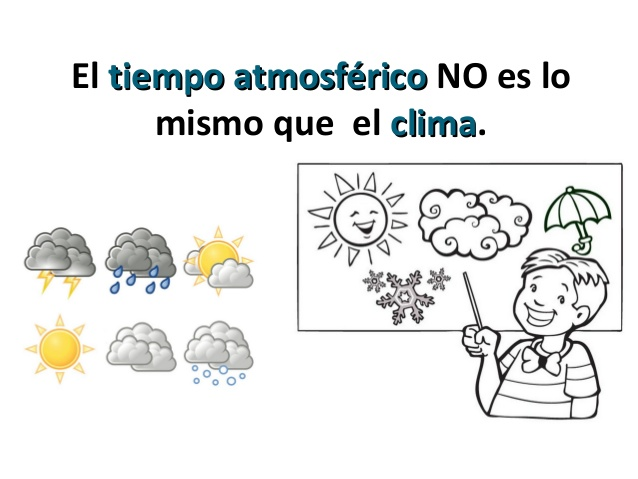 El tiempo atmosférico NO es lo
mismo que el clima.